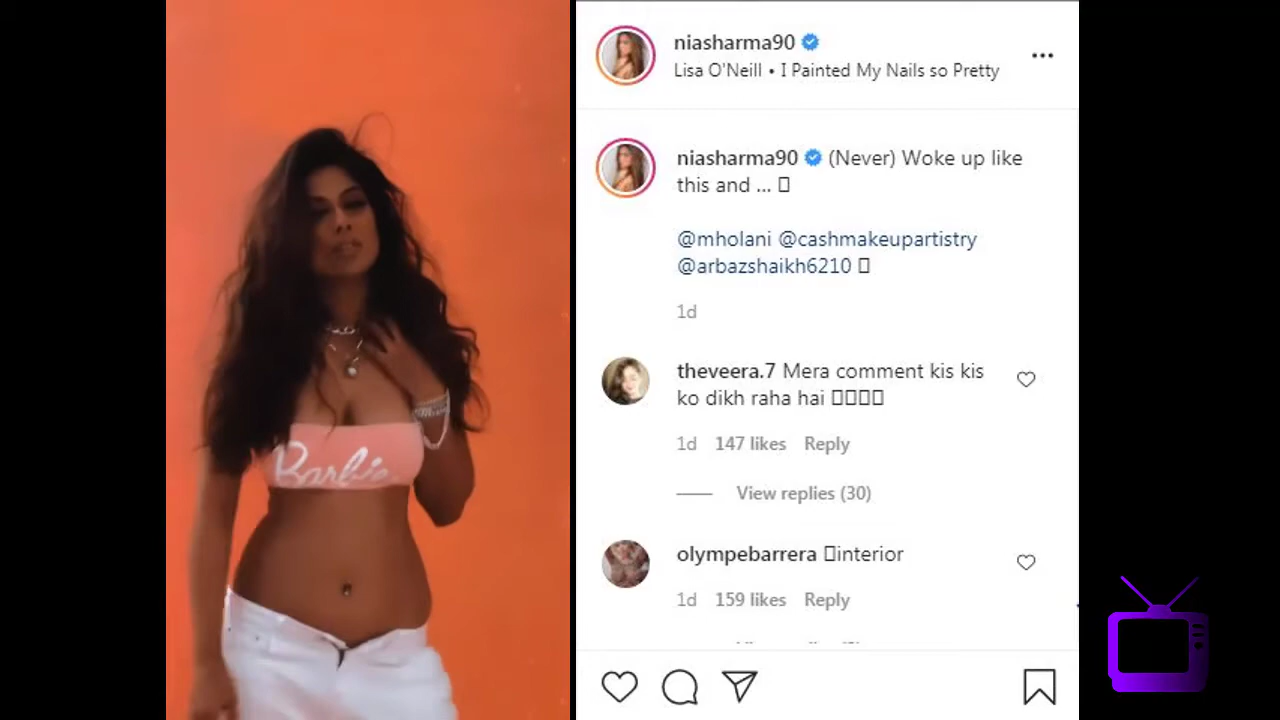 Barbie
niasharma90
Lisa O'Neill • I Painted My Nails so Pretty
niasharma90 (Never) Woke up like
this and ...
@mholani @cashmakeupartistry
@arbazshaikh6210
1d
theveera.7 Mera comment kis kis
ko dikh raha hai
1d 147 likes Reply
View replies (30)
olympebarrera interior
1d 159 likes Reply